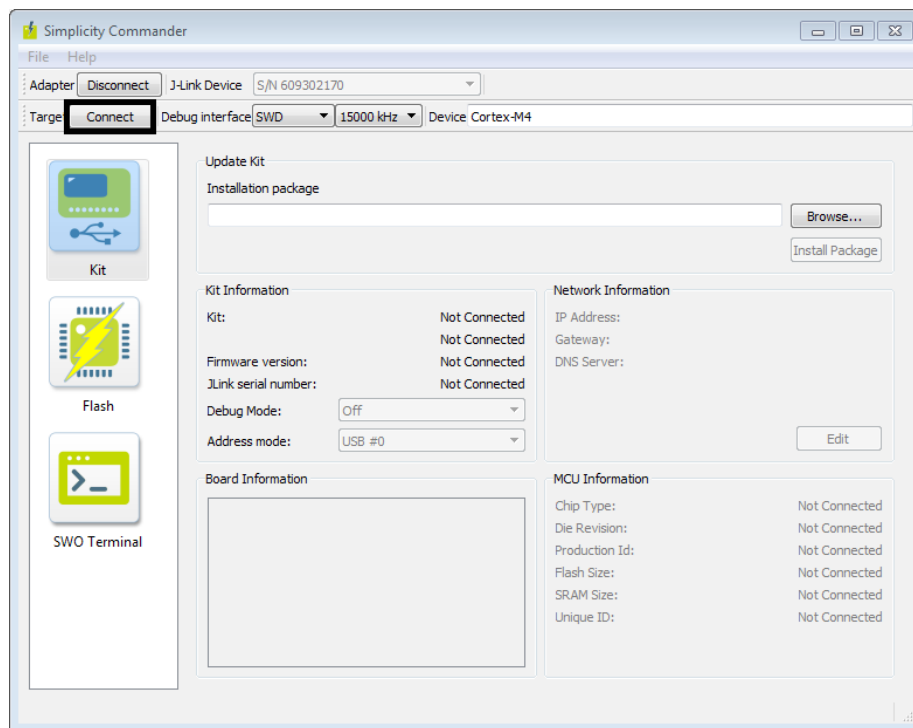 Simplicity Commander
File Help
Adapter Disconnect J-Link Device S/N 609302170
Target Connect Debug interface SWD 15000 kHz Device Cortex-M4
Update Kit
Installation package
Browse...
Install Package
Kit
Flash
SWO Terminal
Kit Information
Kit: Not Connected
Not Connected
Firmware version: Not Connected
JLink serial number: Not Connected
Debug Mode: Off
Address mode: USB #0
Network Information
IP Address:
Gateway:
DNS Server:
Edit
Board Information
MCU Information
Chip Type: Not Connected
Die Revision: Not Connected
Production Id: Not Connected
Flash Size: Not Connected
SRAM Size: Not Connected
Unique ID: Not Connected